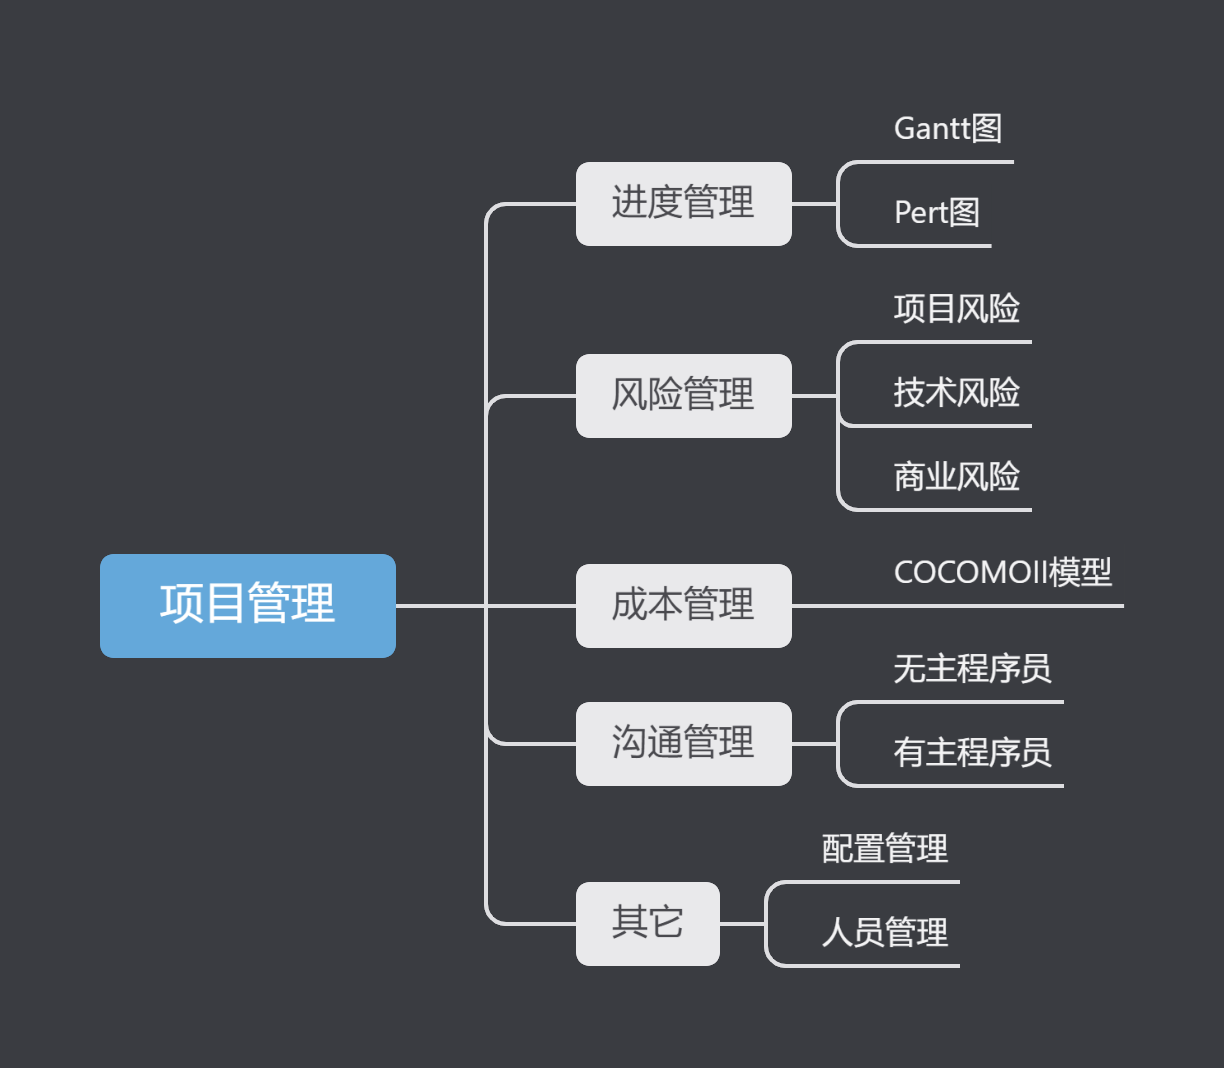 项目管理
进度管理
Gantt图
Pert图
风险管理
项目风险
技术风险
商业风险
成本管理
COCOMOII模型
沟通管理
无主程序员
有主程序员
其它
配置管理
人员管理